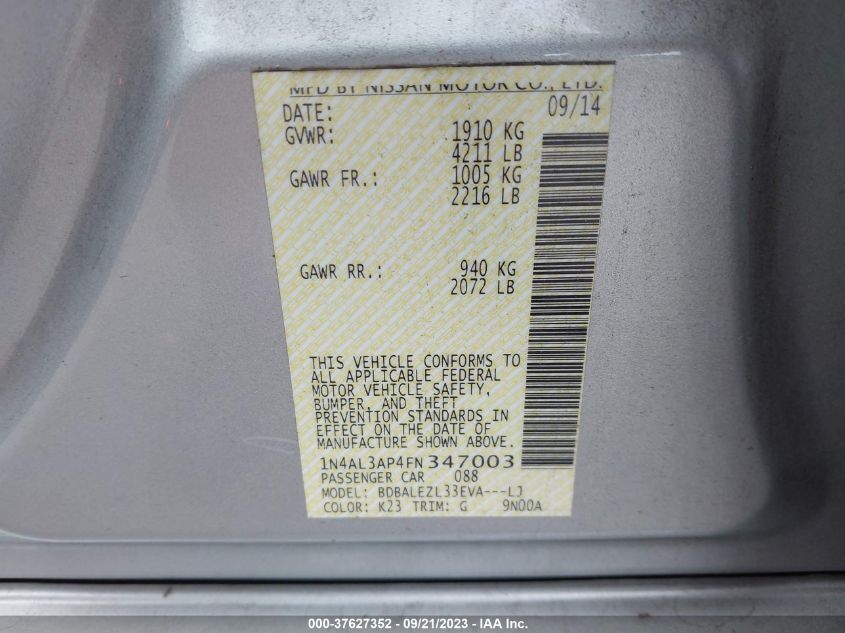 MFD BY NISSAN MOTOR CO., LTD.
DATE: 09/14
GVWR: 1910 KG
4211 LB
GAWR FR.: 1005 KG
2216 LB
GAWR RR.: 940 KG
2072 LB
THIS VEHICLE CONFORMS TO
ALL APPLICABLE FEDERAL
MOTOR VEHICLE SAFETY,
BUMPER, AND THEFT
PREVENTION STANDARDS IN
EFFECT ON THE DATE OF
MANUFACTURE SHOWN ABOVE.
1N4AL3AP4FN347003
PASSENGER CAR 088
MODEL: BDBALEZL33EVA---LJ
COLOR: K23 TRIM: G 9N00A
000-37627352 / 09/21/2023 - IAA Inc.